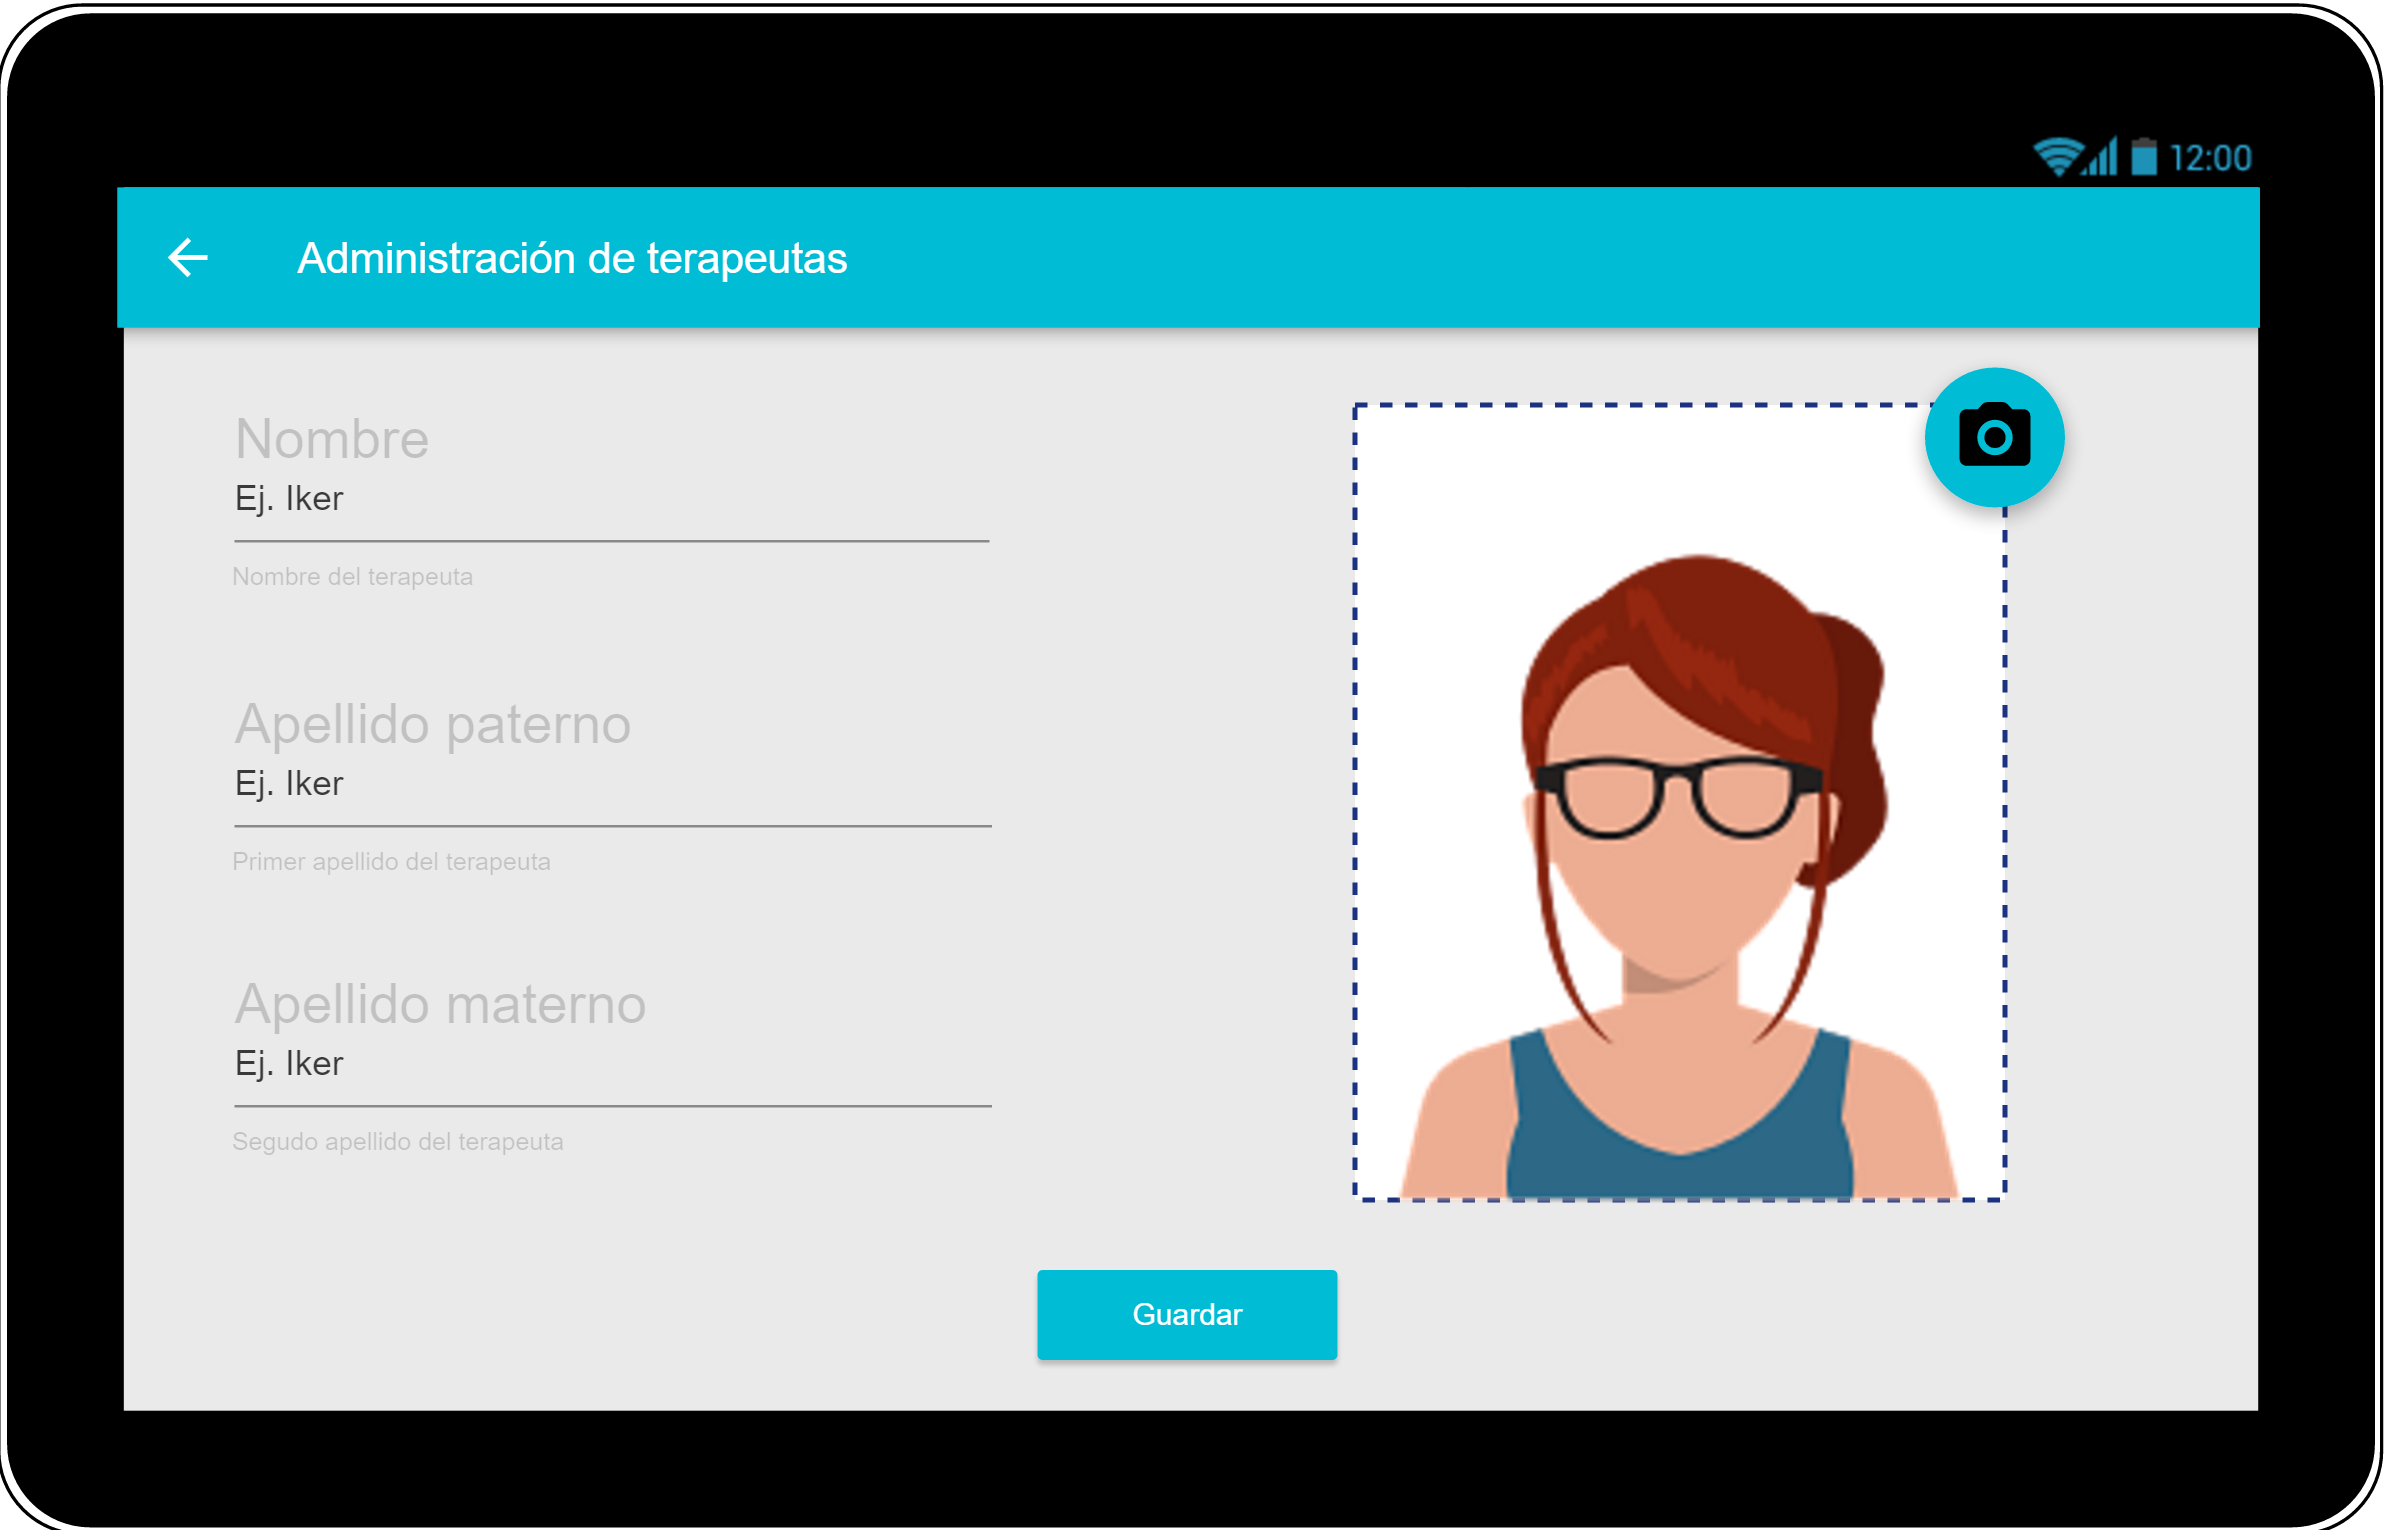 12:00
Administración de terapeutas
Nombre
Ej. Iker
Nombre del terapeuta
Apellido paterno
Ej. Iker
Primer apellido del terapeuta
Apellido materno
Ej. Iker
Segudo apellido del terapeuta
Guardar